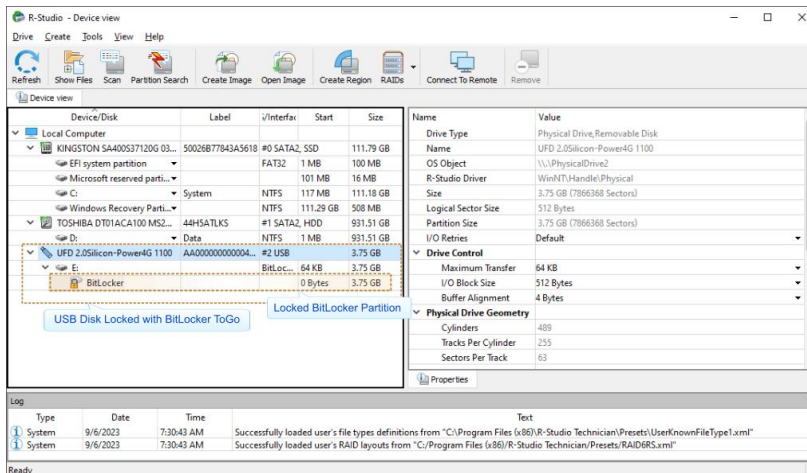 R-Studio - Device view
Drive Create Tools View Help
Refresh Show Files Scan Partition Search Create Image Open Image Create Region RAIDs Connect To Remote Remove
Device view
Device/Disk Label /Interfac Start Size
Local Computer
KINGSTON SA400S37120G 03... 50026B77843A5618 #0 SATA2, SSD 111.79 GB
EFI system partition FAT32 1 MB 100 MB
Microsoft reserved parti... 101 MB 16 MB
C: System NTFS 117 MB 111.18 GB
Windows Recovery Parti... NTFS 111.29 GB 508 MB
TOSHIBA DT01ACA100 MS2... 44H5ATLKS #1 SATA2, HDD 931.51 GB
D: Data NTFS 1 MB 931.51 GB
UFD 2.0Silicon-Power4G 1100 AA000000000004... #2 USB 3.75 GB
E: BitLoc... 64 KB 3.75 GB
BitLocker 0 Bytes 3.75 GB
Locked BitLocker Partition
USB Disk Locked with BitLocker ToGo
Name Value
Drive Type Physical Drive,Removable Disk
Name UFD 2.0Silicon-Power4G 1100
OS Object \\.\PhysicalDrive2
R-Studio Driver WinNT\Handle\Physical
Size 3.75 GB (7866368 Sectors)
Logical Sector Size 512 Bytes
Partition Size 3.75 GB (7866368 Sectors)
I/O Retries Default
Drive Control
Maximum Transfer 64 KB
I/O Block Size 512 Bytes
Buffer Alignment 4 Bytes
Physical Drive Geometry
Cylinders 489
Tracks Per Cylinder 255
Sectors Per Track 63
Properties
Log
Type Date Time Text
System 9/6/2023 7:30:43 AM Successfully loaded user's file types definitions from "C:\Program Files (x86)\R-Studio Technician\Presets\UserKnownFileType1.xml"
System 9/6/2023 7:30:43 AM Successfully loaded user's RAID layouts from "C:/Program Files (x86)/R-Studio Technician/Presets/RAID6RS.xml"
Ready